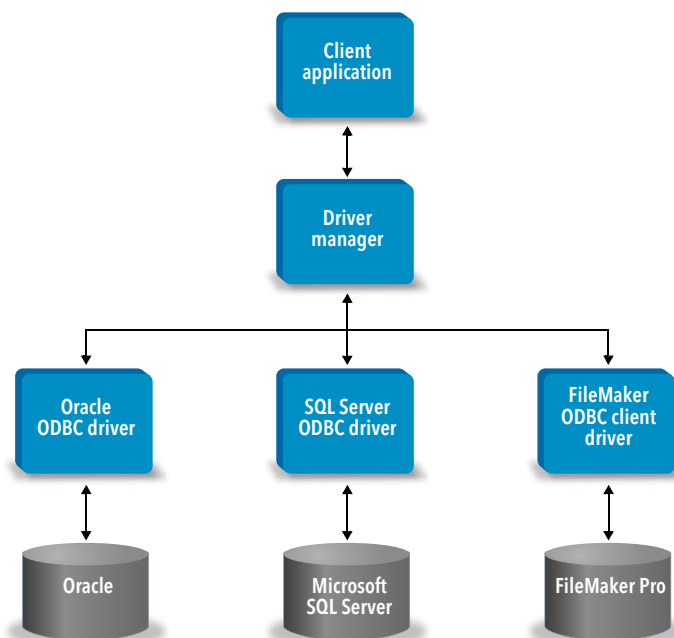 Client
application
Driver
manager
Oracle
ODBC driver
SQL Server
ODBC driver
FileMaker
ODBC client
driver
Oracle
Microsoft
SQL Server
FileMaker Pro